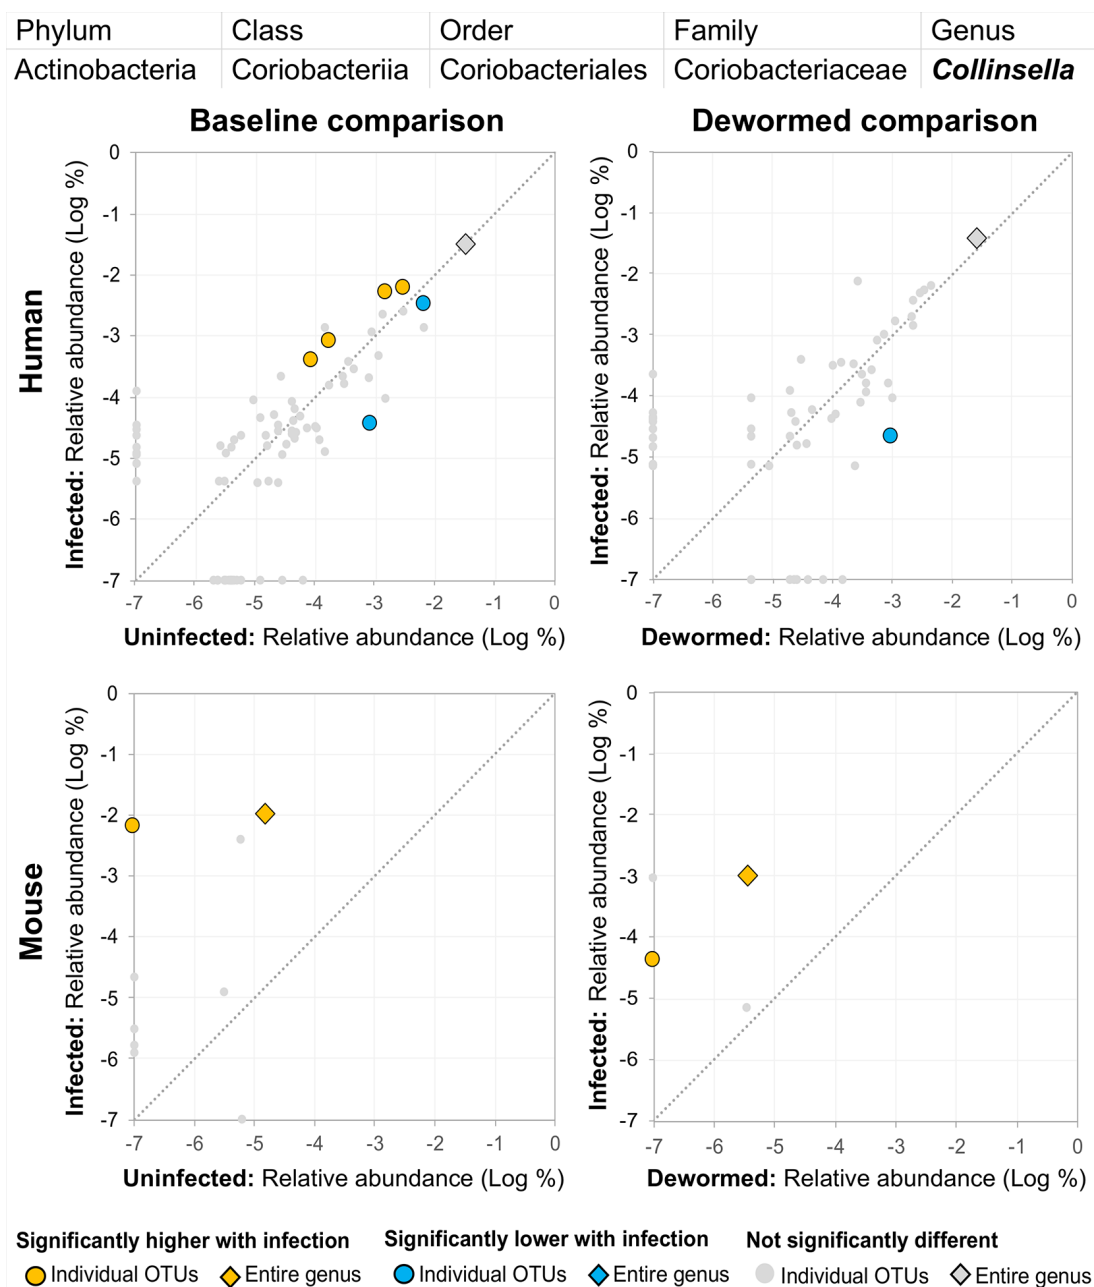 Phylum Class Order Family Genus
Actinobacteria Coriobacteriia Coriobacteriales Coriobacteriaceae Collinsella
Baseline comparison Dewormed comparison
Human
Infected: Relative abundance (Log %)
0
-1
-2
-3
-4
-5
-6
-7
-7 -6 -5 -4 -3 -2 -1 0
Uninfected: Relative abundance (Log %)
Infected: Relative abundance (Log %)
0
-1
-2
-3
-4
-5
-6
-7
-7 -6 -5 -4 -3 -2 -1 0
Dewormed: Relative abundance (Log %)
Mouse
Infected: Relative abundance (Log %)
0
-1
-2
-3
-4
-5
-6
-7
-7 -6 -5 -4 -3 -2 -1 0
Uninfected: Relative abundance (Log %)
Infected: Relative abundance (Log %)
0
-1
-2
-3
-4
-5
-6
-7
-7 -6 -5 -4 -3 -2 -1 0
Dewormed: Relative abundance (Log %)
Significantly higher with infection Significantly lower with infection Not significantly different
Individual OTUs Entire genus Individual OTUs Entire genus Individual OTUs Entire genus